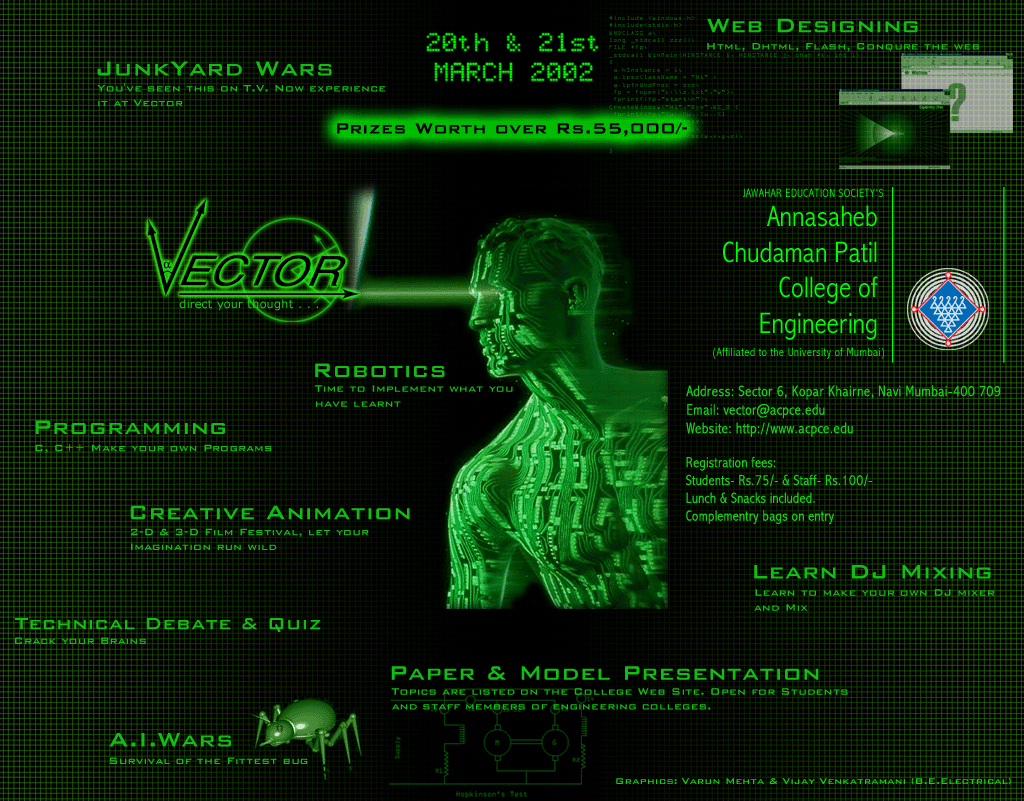 20th & 21st
MARCH 2002
Web Designing
Html, Dhtml, Flash, Conqure the web
JunkYard Wars
You've seen this on T.V. Now experience
it at Vector
#include <windows.h>
#include<stdio.h>
Prizes Worth over Rs.55,000/-
?
JAWAHAR EDUCATION SOCIETY'S
Annasaheb
Chudaman Patil
College of
Engineering
(Affiliated to the University of Mumbai)
VECTOR
direct your thought . . .
Robotics
Time to Implement what you
have learnt
Address: Sector 6, Kopar Khairne, Navi Mumbai-400 709
Email: vector@acpce.edu
Website: http://www.acpce.edu
Registration fees:
Students- Rs.75/- & Staff- Rs.100/-
Lunch & Snacks included.
Complementry bags on entry
Programming
C, C++ Make your own Programs
Creative Animation
2-D & 3-D Film Festival, let your
Imagination run wild
Learn DJ Mixing
Learn to make your own DJ mixer
and Mix
Technical Debate & Quiz
Crack your Brains
Paper & Model Presentation
Topics are listed on the College Web Site. Open for Students
and staff members of engineering colleges.
A.I.Wars
Survival of the Fittest bug
Supply
M
G
R1
R2
Hopkinson's Test
Graphics: Varun Mehta & Vijay Venkatramani (B.E.Electrical)